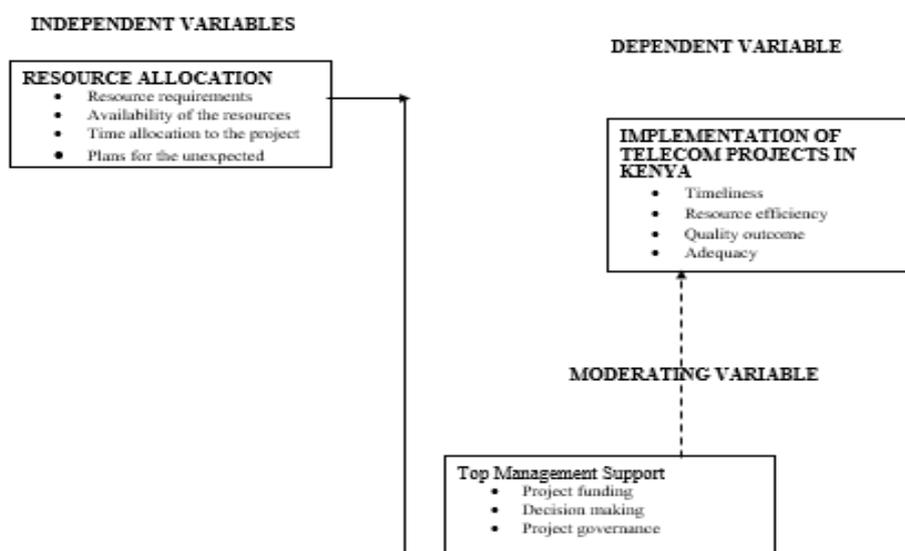 INDEPENDENT VARIABLES
DEPENDENT VARIABLE
RESOURCE ALLOCATION
• Resource requirements
• Availability of the resources
• Time allocation to the project
• Plans for the unexpected
IMPLEMENTATION OF
TELECOM PROJECTS IN
KENYA
• Timeliness
• Resource efficiency
• Quality outcome
• Adequacy
MODERATING VARIABLE
Top Management Support
• Project funding
• Decision making
• Project governance